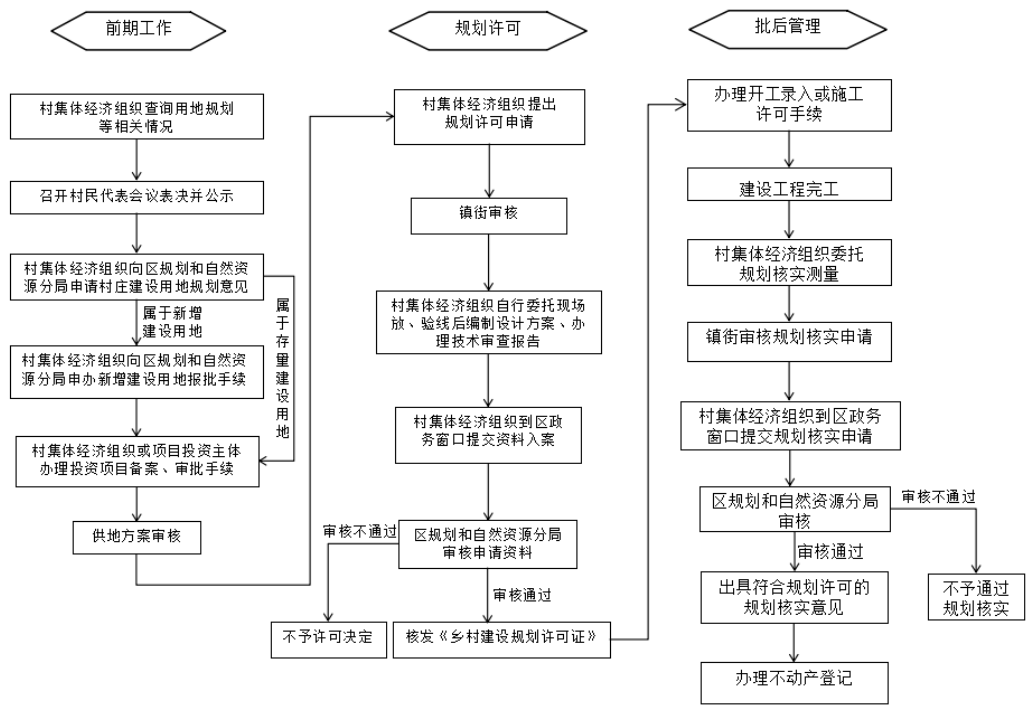 前期工作
村集体经济组织查询用地规划
等相关情况
召开村民代表会议表决并公示
村集体经济组织向区规划和自然资
源分局申请村庄建设用地规划意见
属于新增
建设用地
属于存量建设用地
村集体经济组织向区规划和自然资
源分局申办新增建设用地报批手续
村集体经济组织或项目投资主体
办理投资项目备案、审批手续
供地方案审核
规划许可
村集体经济组织提出
规划许可申请
镇街审核
村集体经济组织自行委托现场
放、验线后编制设计方案、办
理技术审查报告
村集体经济组织到区政
务窗口提交资料入案
区规划和自然资源分局
审核申请资料
审核不通过
审核通过
不予许可决定
核发《乡村建设规划许可证》
批后管理
办理开工录入或施工
许可手续
建设工程完工
村集体经济组织委托
规划核实测量
镇街审核规划核实申请
村集体经济组织到区政务
窗口提交规划核实申请
区规划和自然资源分局
审核
审核不通过
审核通过
不予通过
规划核实
出具符合规划许可的
规划核实意见
办理不动产登记